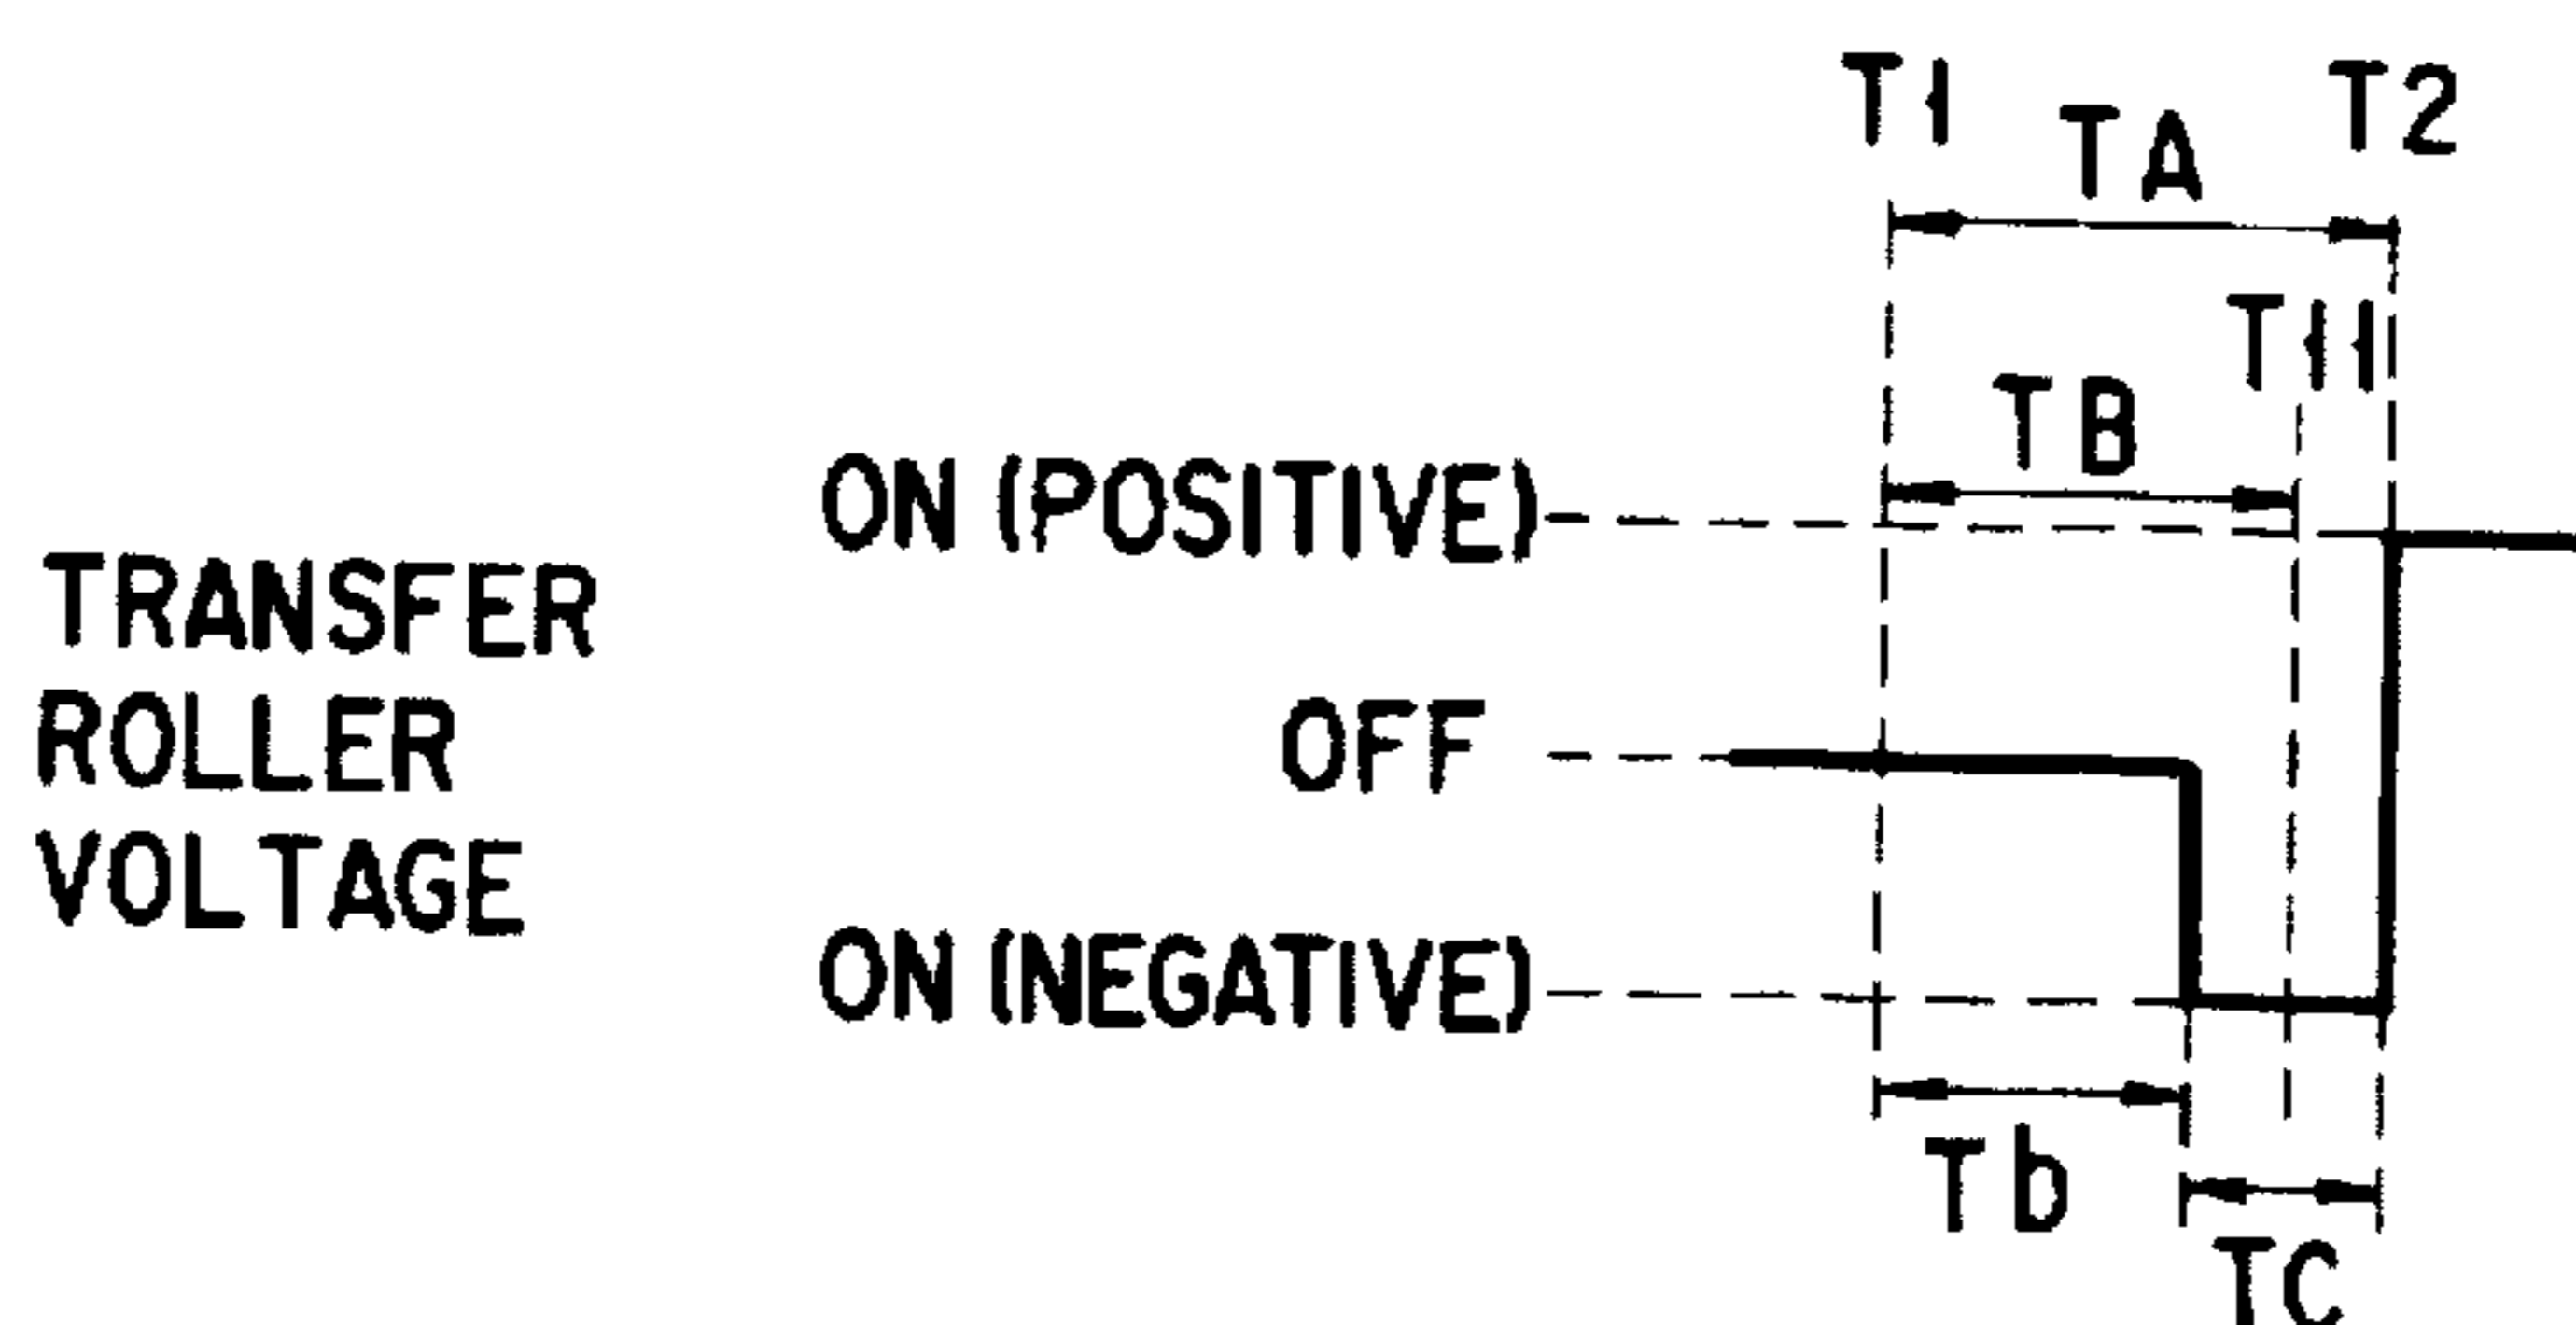 T1
T2
TA
T11
TB
ON (POSITIVE)
TRANSFER
ROLLER
VOLTAGE
OFF
ON (NEGATIVE)
Tb
TC